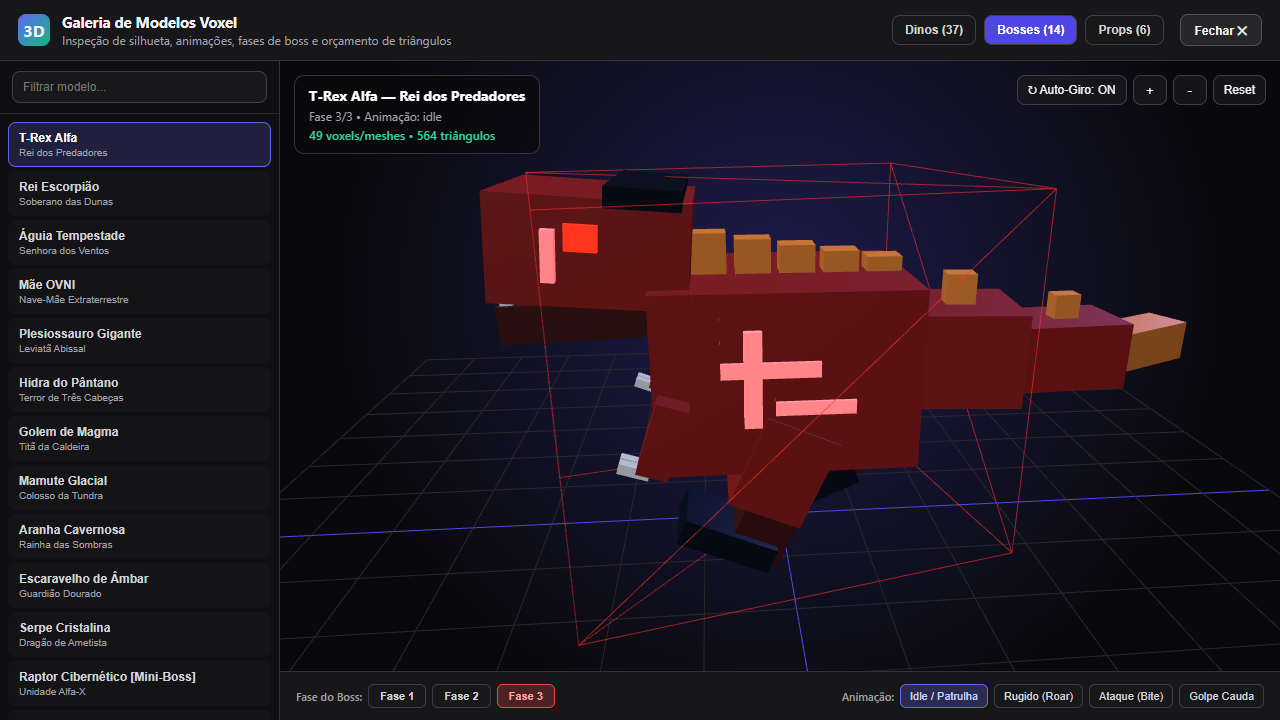 3D
Galeria de Modelos Voxel
Inspeção de silhueta, animações, fases de boss e orçamento de triângulos
Dinos (37)
Bosses (14)
Props (6)
Fechar ✕
Filtrar modelo...
T-Rex Alfa
Rei dos Predadores
Rei Escorpião
Soberano das Dunas
Águia Tempestade
Senhora dos Ventos
Mãe OVNI
Nave-Mãe Extraterrestre
Plesiossauro Gigante
Leviatã Abissal
Hidra do Pântano
Terror de Três Cabeças
Golem de Magma
Titã da Caldeira
Mamute Glacial
Colosso da Tundra
Aranha Cavernosa
Rainha das Sombras
Escaravelho de Âmbar
Guardião Dourado
Serpe Cristalina
Dragão de Ametista
Raptor Cibernético [Mini-Boss]
Unidade Alfa-X
T-Rex Alfa — Rei dos Predadores
Fase 3/3 • Animação: idle
49 voxels/meshes • 564 triângulos
↻ Auto-Giro: ON
+
-
Reset
Fase do Boss:
Fase 1
Fase 2
Fase 3
Animação:
Idle / Patrulha
Rugido (Roar)
Ataque (Bite)
Golpe Cauda